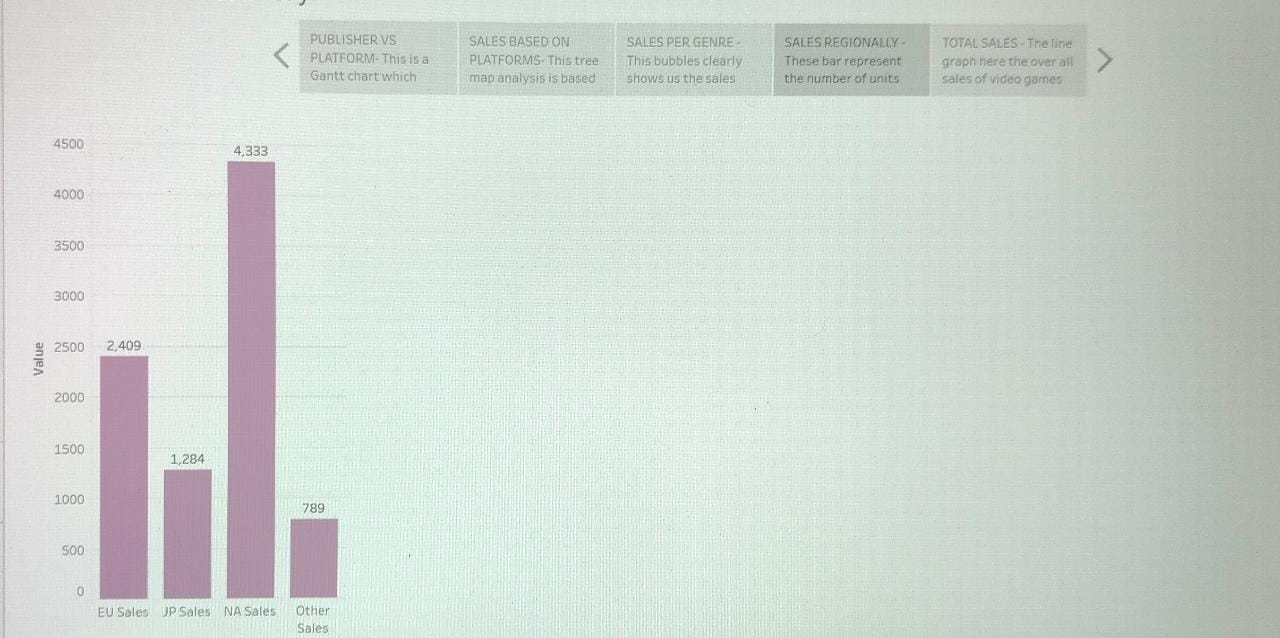 PUBLISHER VS
PLATFORM- This is a
Gantt chart which
SALES BASED ON
PLATFORMS- This tree
map analysis is based
SALES PER GENRE -
This bubbles clearly
shows us the sales
SALES REGIONALLY -
These bar represent
the number of units
TOTAL SALES - The line
graph here the over all
sales of video games
Value
4500
4000
3500
3000
2500
2000
1500
1000
500
0
2,409
1,284
4,333
789
EU Sales
JP Sales
NA Sales
Other
Sales